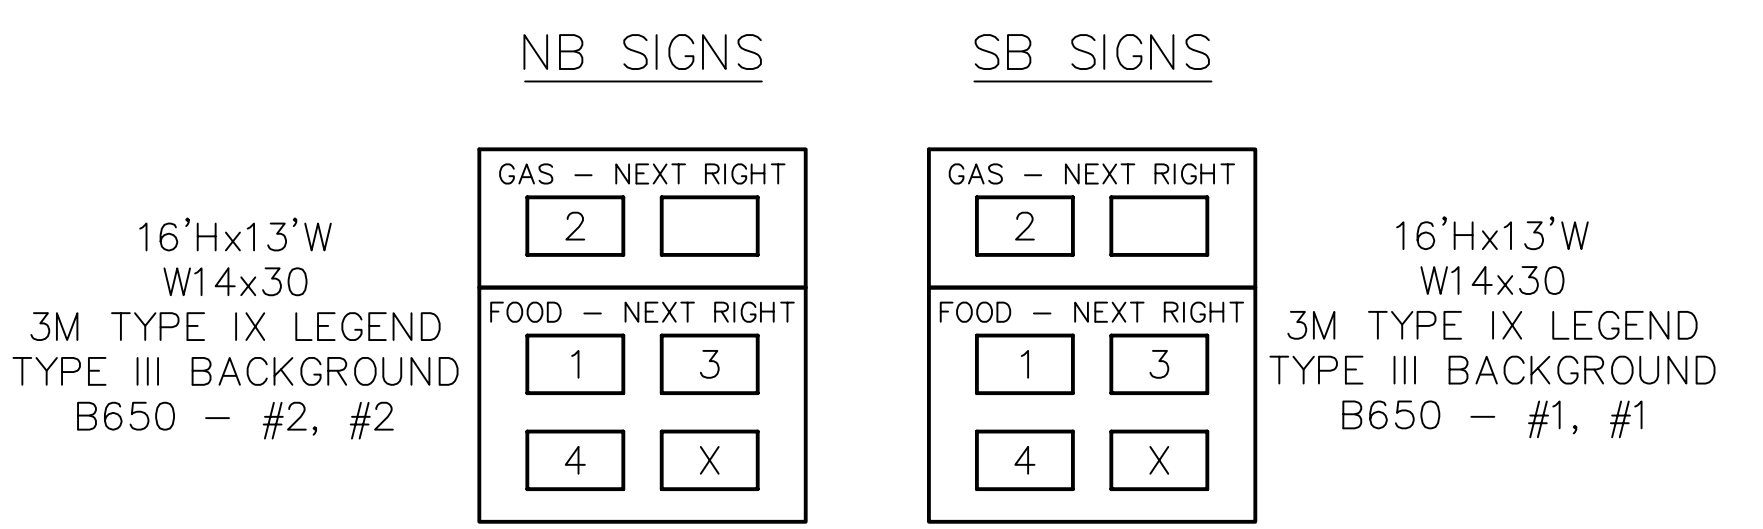 NB SIGNS
SB SIGNS
16'Hx13'W
W14x30
3M TYPE IX LEGEND
TYPE III BACKGROUND
B650 – #2, #2
GAS – NEXT RIGHT
2
FOOD – NEXT RIGHT
1 3
4 X
GAS – NEXT RIGHT
2
FOOD – NEXT RIGHT
1 3
4 X
16'Hx13'W
W14x30
3M TYPE IX LEGEND
TYPE III BACKGROUND
B650 – #1, #1